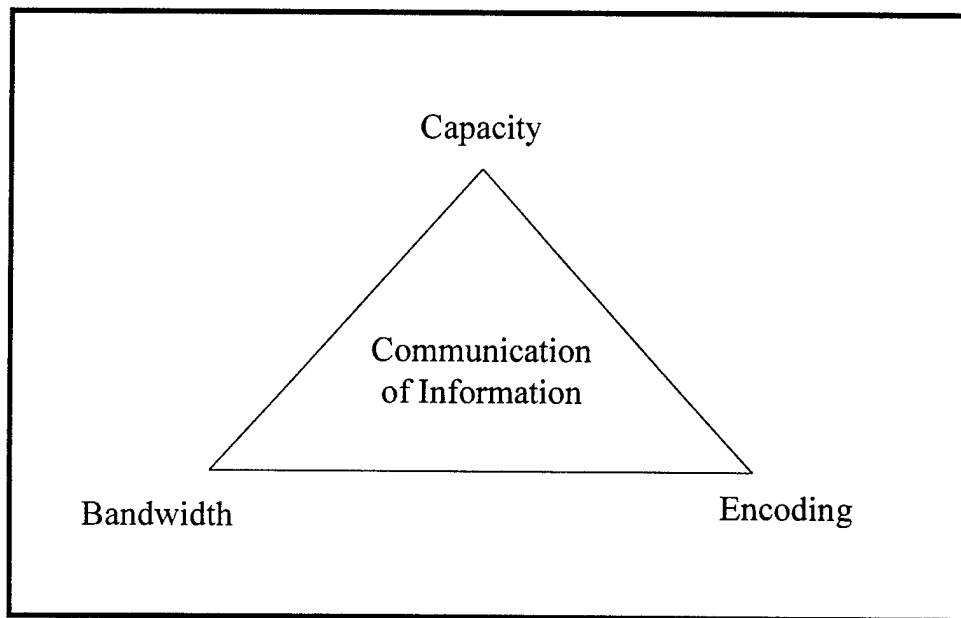 Capacity
Communication
of Information
Bandwidth
Encoding